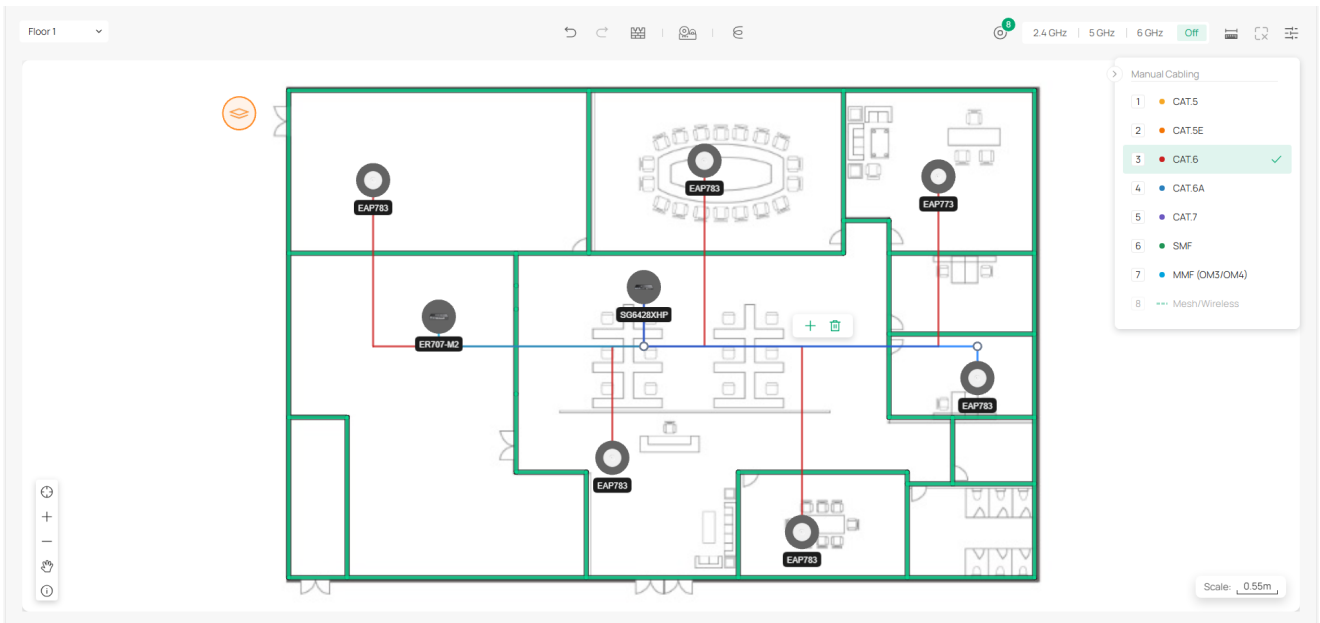 Floor 1
8
2.4 GHz
5 GHz
6 GHz
Off
Manual Cabling
1 CAT.5
2 CAT.5E
3 CAT.6
4 CAT.6A
5 CAT.7
6 SMF
7 MMF (OM3/OM4)
8 Mesh/Wireless
EAP783
EAP783
EAP773
SG6428XHP
ER707-M2
EAP783
EAP783
EAP783
Scale: 0.55m